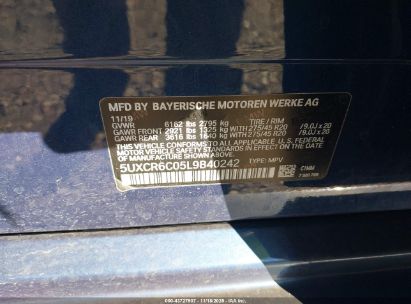 MFD BY BAYERISCHE MOTOREN WERKE AG
11/19 TIRE / RIM
GVWR 6162 lbs 2795 kg
GAWR FRONT 2921 lbs 1325 kg WITH 275/45 R20 / 9.0J x 20
GAWR REAR 3616 lbs 1640 kg WITH 275/45 R20 / 9.0J x 20
THIS VEHICLE CONFORMS TO ALL APPLICABLE U.S. FEDERAL
MOTOR VEHICLE SAFETY STANDARDS IN EFFECT ON THE DATE
OF MANUFACTURE SHOWN ABOVE.
5UXCR6C05L9B40242 TYPE: MPV